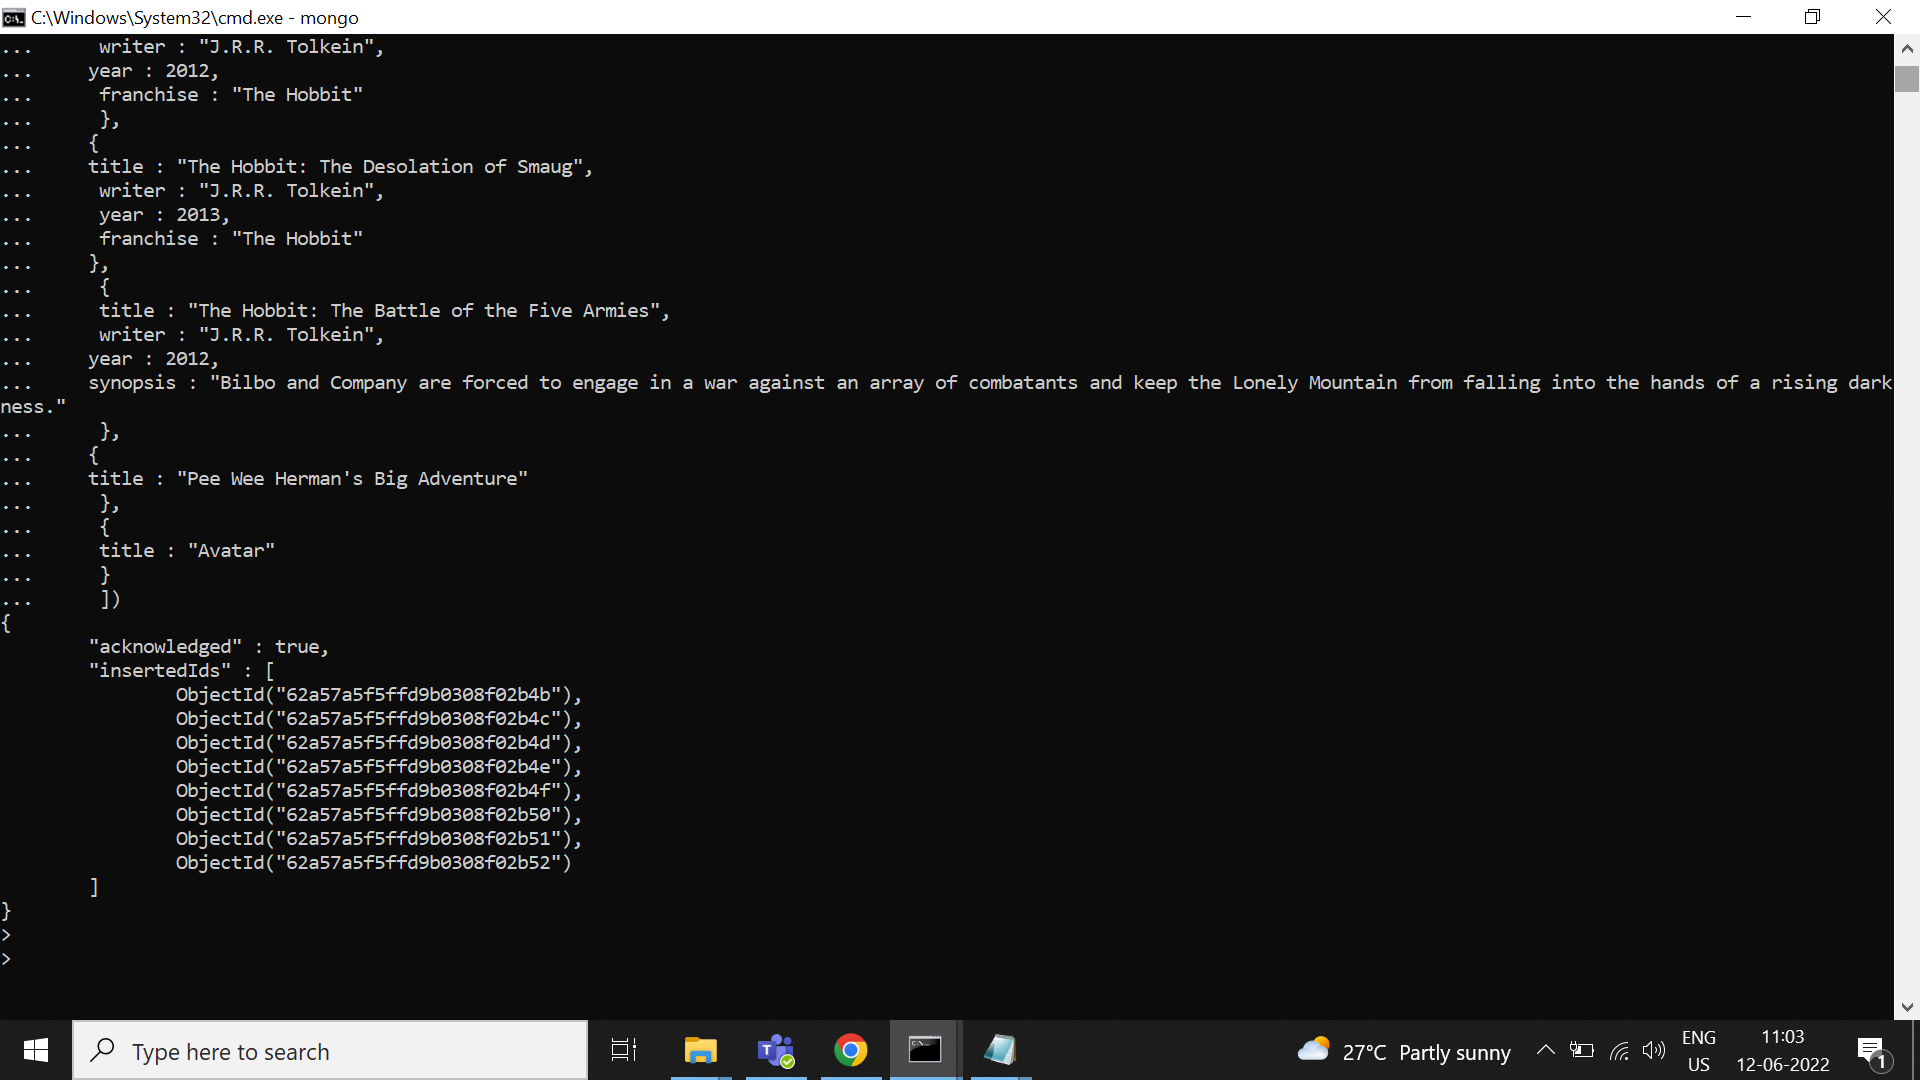 C:\Windows\System32\cmd.exe - mongo
...      writer : "J.R.R. Tolkein",
...     year : 2012,
...      franchise : "The Hobbit"
...      },
...     {
...     title : "The Hobbit: The Desolation of Smaug",
...      writer : "J.R.R. Tolkein",
...      year : 2013,
...      franchise : "The Hobbit"
...     },
...      {
...      title : "The Hobbit: The Battle of the Five Armies",
...      writer : "J.R.R. Tolkein",
...     year : 2012,
...     synopsis : "Bilbo and Company are forced to engage in a war against an array of combatants and keep the Lonely Mountain from falling into the hands of a rising dark
ness."
...      },
...     {
...     title : "Pee Wee Herman's Big Adventure"
...      },
...      {
...      title : "Avatar"
...      }
...      ])
{
        "acknowledged" : true,
        "insertedIds" : [
                ObjectId("62a57a5f5ffd9b0308f02b4b"),
                ObjectId("62a57a5f5ffd9b0308f02b4c"),
                ObjectId("62a57a5f5ffd9b0308f02b4d"),
                ObjectId("62a57a5f5ffd9b0308f02b4e"),
                ObjectId("62a57a5f5ffd9b0308f02b4f"),
                ObjectId("62a57a5f5ffd9b0308f02b50"),
                ObjectId("62a57a5f5ffd9b0308f02b51"),
                ObjectId("62a57a5f5ffd9b0308f02b52")
        ]
}
>
>
Type here to search
27°C Partly sunny
ENG
US
11:03
12-06-2022
1